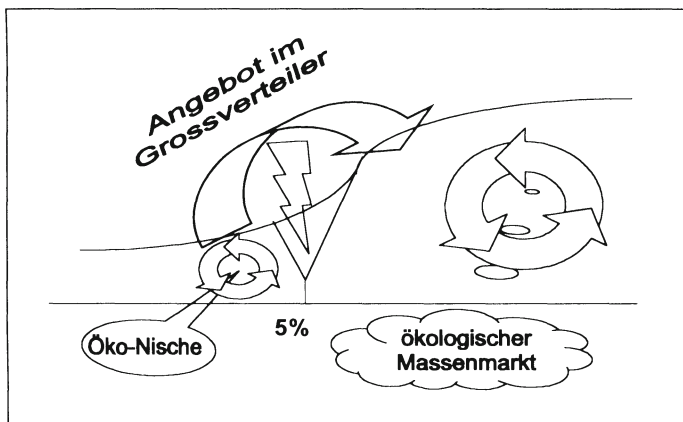 Angebot im
Grossverteiler
Öko-Nische
5%
ökologischer
Massenmarkt